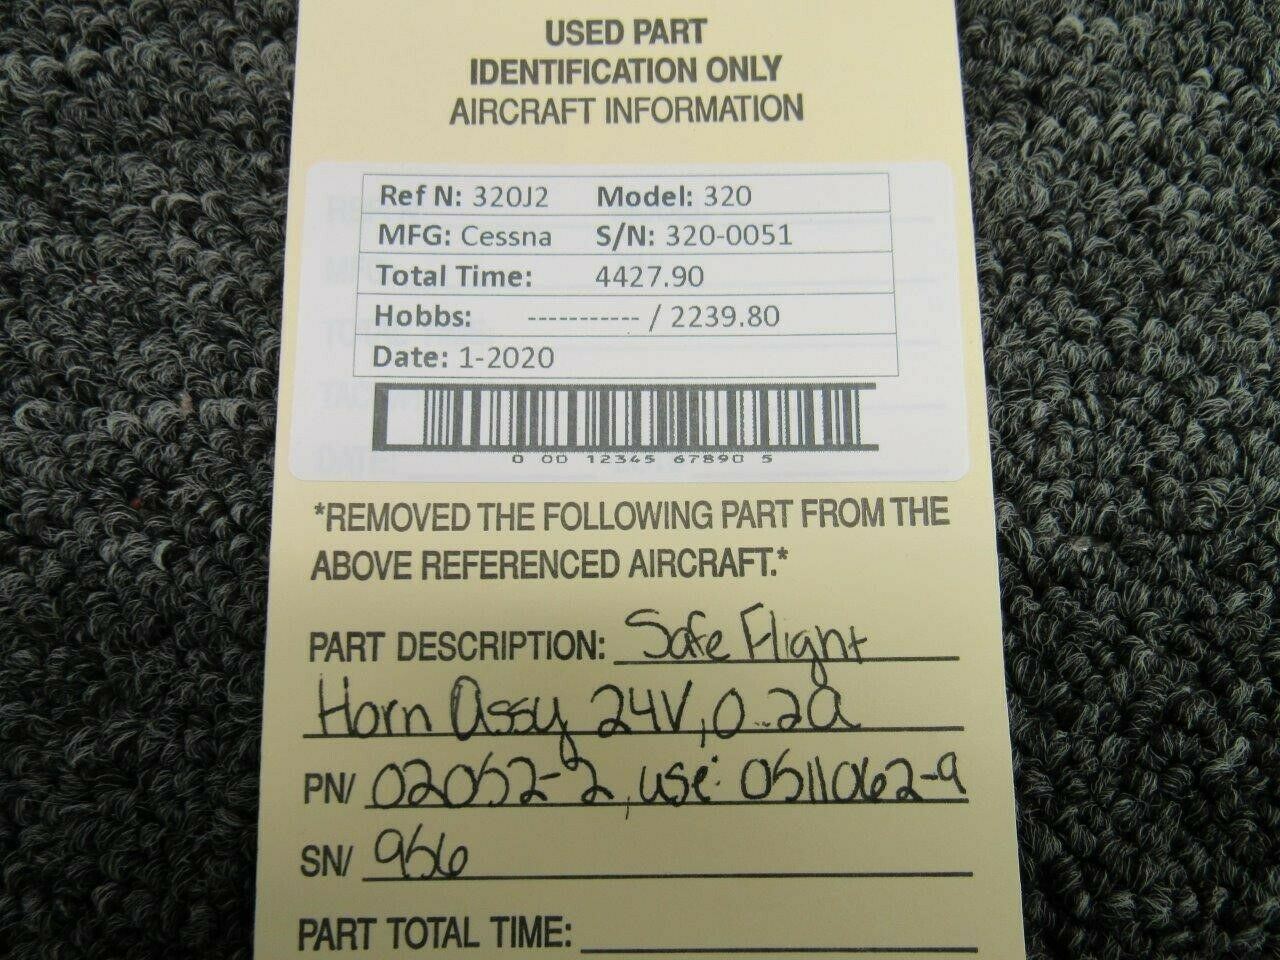 USED PART
IDENTIFICATION ONLY
AIRCRAFT INFORMATION
Ref N: 320J2 Model: 320
MFG: Cessna S/N: 320-0051
Total Time: 4427.90
Hobbs: ----------- / 2239.80
Date: 1-2020
0 00 12345 67890 5
*REMOVED THE FOLLOWING PART FROM THE
ABOVE REFERENCED AIRCRAFT.*
PART DESCRIPTION: Safe Flight
Horn Assy 24V, 0.2a
PN/ 02052-2, use: 0511062-9
SN/ 956
PART TOTAL TIME: